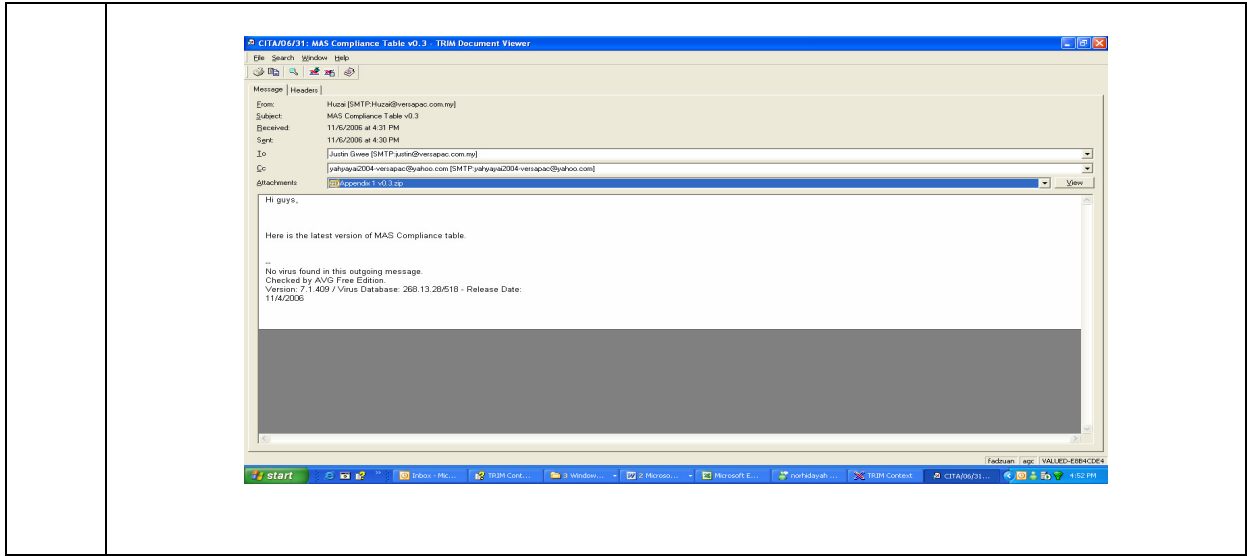 CITA/06/31: MAS Compliance Table v0.3 - TRIM Document Viewer
File Search Window Help
Message Headers
From: Huzai [SMTP:Huzai@versapac.com.my]
Subject: MAS Compliance Table v0.3
Received: 11/6/2006 at 4:31 PM
Sent: 11/6/2006 at 4:30 PM
To Justin Gwee [SMTP:justin@versapac.com.my]
Cc yahyayai2004-versapac@yahoo.com [SMTP:yahyayai2004-versapac@yahoo.com]
Attachments Appendix 1 v0.3.zip View
Hi guys,
Here is the latest version of MAS Compliance table.
--
No virus found in this outgoing message.
Checked by AVG Free Edition.
Version: 7.1.409 / Virus Database: 268.13.28/518 - Release Date:
11/4/2006
fadzuan agc VALUED-E8B4CDE4
start Inbox - Mic... TRIM Cont... 3 Window... 2 Microso... Microsoft E... norhidayah ... TRIM Context CITA/06/31... 4:52 PM